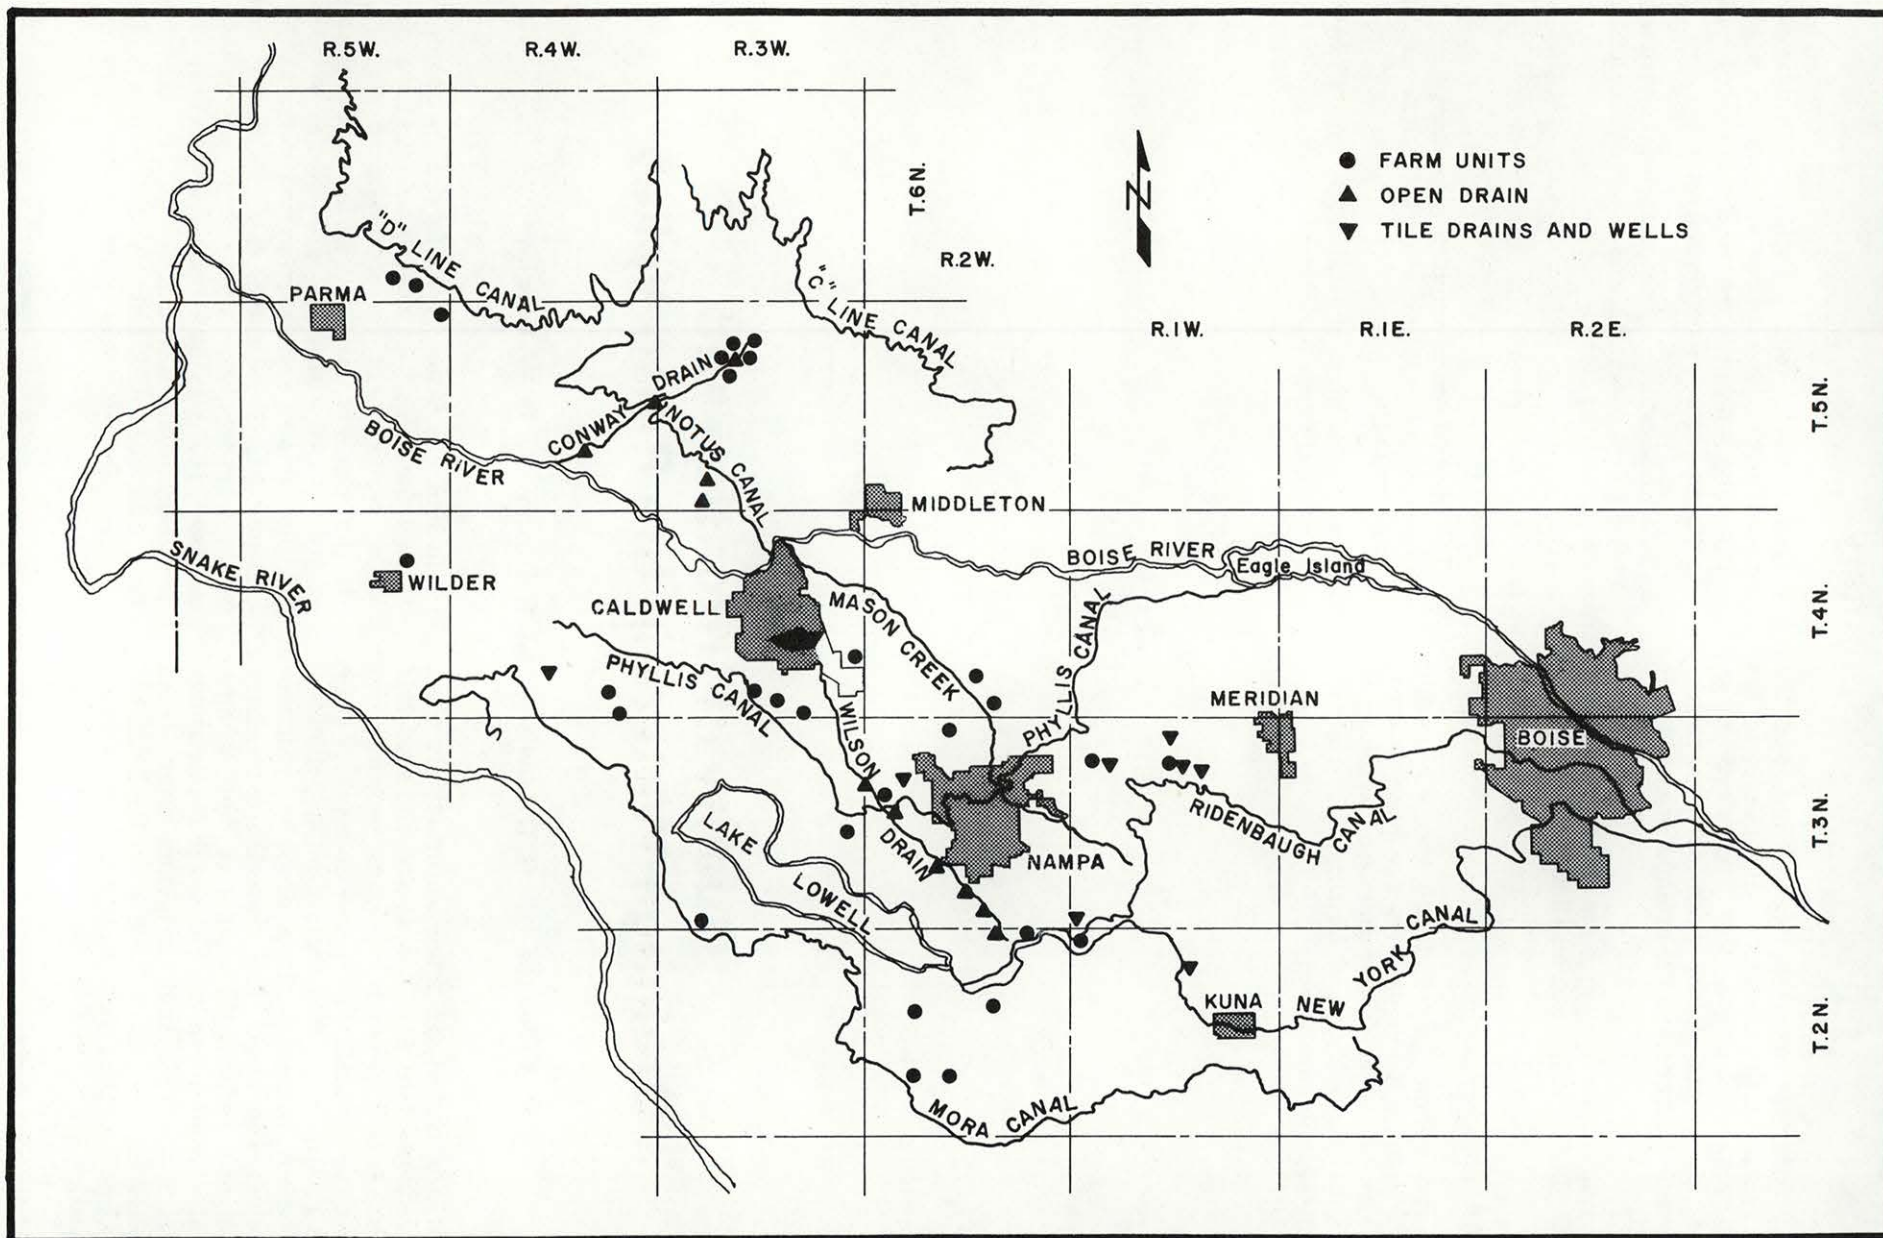 R.5W.
R.4W.
R.3W.
T.6N.
R.2W.
FARM UNITS
OPEN DRAIN
TILE DRAINS AND WELLS
N
"D" LINE CANAL
PARMA
"C" LINE CANAL
R.1W.
R.1E.
R.2E.
T.5N.
CONWAY DRAIN
NOTUS CANAL
BOISE RIVER
MIDDLETON
BOISE RIVER
Eagle Island
SNAKE RIVER
WILDER
CALDWELL
MASON CREEK
PHYLLIS CANAL
T.4N.
PHYLLIS CANAL
WILSON DRAIN
MERIDIAN
BOISE
RIDENBAUGH CANAL
LAKE LOWELL
NAMPA
T.3N.
NEW YORK CANAL
KUNA
MORA CANAL
T.2N.